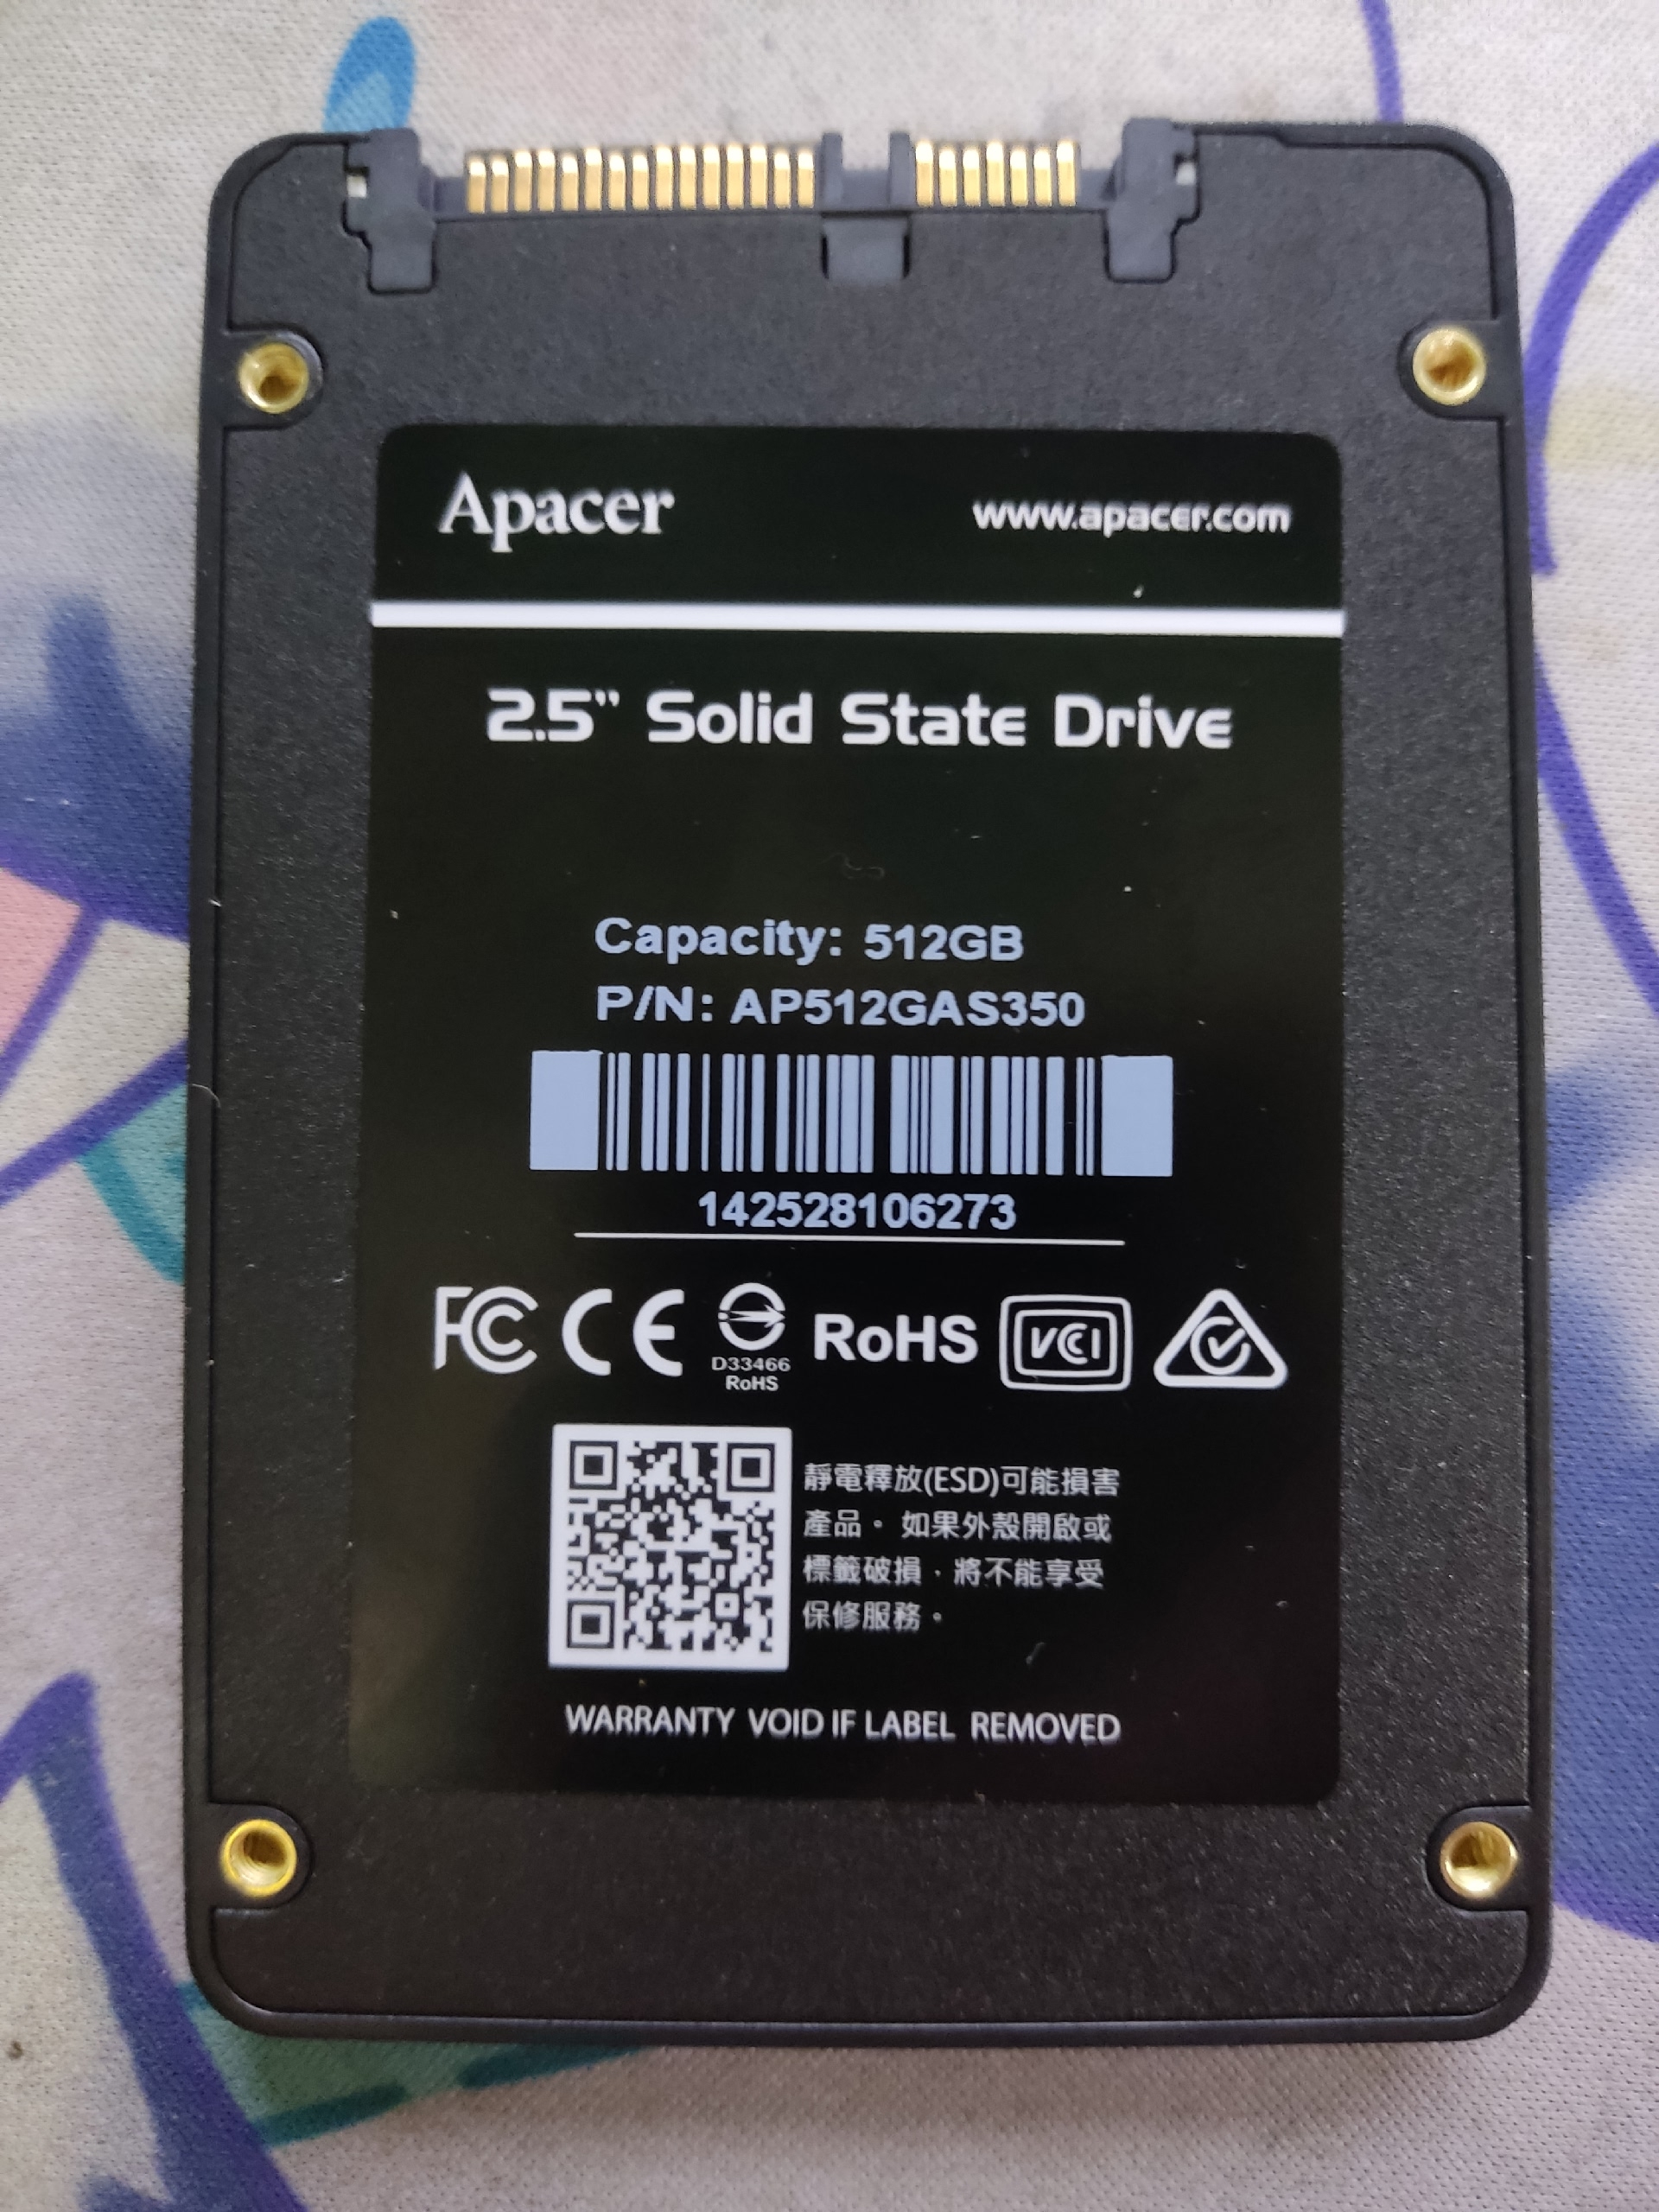 Apacer
www.apacer.com
2.5” Solid State Drive
Capacity: 512GB
P/N: AP512GAS350
142528106273
FC CE D33466 RoHS RoHS VCI
靜電釋放(ESD)可能損害
產品。如果外殼開啟或
標籤破損,將不能享受
保修服務。
WARRANTY VOID IF LABEL REMOVED